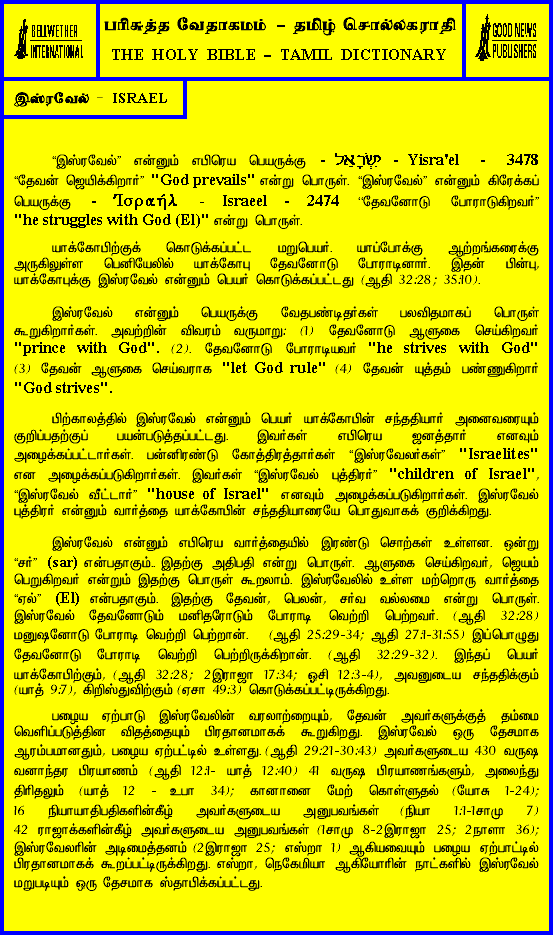 BELLWETHER
INTERNATIONAL
பரிசுத்த வேதாகமம் – தமிழ் சொல்லகராதி
THE HOLY BIBLE – TAMIL DICTIONARY
GOOD NEWS
PUBLISHERS
இஸ்ரவேல் – ISRAEL
“இஸ்ரவேல்” என்னும் எபிரெய பெயருக்கு - יִשְׂרָאֵל - Yisra'el - 3478
“தேவன் ஜெயிக்கிறார்” "God prevails" என்று பொருள். “இஸ்ரவேல்” என்னும் கிரேக்கப்
பெயருக்கு - Ἰσραήλ - Israeel - 2474 “தேவனோடு போராடுகிறவர்”
"he struggles with God (El)" என்று பொருள்.
யாக்கோபிற்குக் கொடுக்கப்பட்ட மறுபெயர். யாப்போக்கு ஆற்றங்கரைக்கு
அருகிலுள்ள பெனியேலில் யாக்கோபு தேவனோடு போராடினார். இதன் பின்பு,
யாக்கோபுக்கு இஸ்ரவேல் என்னும் பெயர் கொடுக்கப்பட்டது (ஆதி 32:28; 35:10).
இஸ்ரவேல் என்னும் பெயருக்கு வேதபண்டிதர்கள் பலவிதமாகப் பொருள்
கூறுகிறார்கள். அவற்றின் விவரம் வருமாறு: (1) தேவனோடு ஆளுகை செய்கிறவர்
"prince with God". (2). தேவனோடு போராடியவர் "he strives with God"
(3) தேவன் ஆளுகை செய்வராக "let God rule" (4) தேவன் யுத்தம் பண்ணுகிறார்
"God strives".
பிற்காலத்தில் இஸ்ரவேல் என்னும் பெயர் யாக்கோபின் சந்ததியார் அனைவரையும்
குறிப்பதற்குப் பயன்படுத்தப்பட்டது. இவர்கள் எபிரெய ஜனத்தார் எனவும்
அழைக்கப்பட்டார்கள். பன்னிரண்டு கோத்திரத்தார்கள் “இஸ்ரவேலர்கள்” "Israelites"
என அழைக்கப்படுகிறார்கள். இவர்கள் “இஸ்ரவேல் புத்திரர்” "children of Israel",
“இஸ்ரவேல் வீட்டார்” "house of Israel" எனவும் அழைக்கப்படுகிறார்கள். இஸ்ரவேல்
புத்திரர் என்னும் வார்த்தை யாக்கோபின் சந்ததியாரையே பொதுவாகக் குறிக்கிறது.
இஸ்ரவேல் என்னும் எபிரெய வார்த்தையில் இரண்டு சொற்கள் உள்ளன. ஒன்று
“சர்” (sar) என்பதாகும். இதற்கு அதிபதி என்று பொருள். ஆளுகை செய்கிறவர், ஜெயம்
பெறுகிறவர் என்றும் இதற்கு பொருள் கூறலாம். இஸ்ரவேலில் உள்ள மற்றொரு வார்த்தை
“ஏல்” (El) என்பதாகும். இதற்கு தேவன், பெலன், சர்வ வல்லமை என்று பொருள்.
இஸ்ரவேல் தேவனோடும் மனிதரோடும் போராடி வெற்றி பெற்றவர். (ஆதி 32:28)
மனுஷனோடு போராடி வெற்றி பெற்றான். (ஆதி 25:29-34; ஆதி 27:1-31:55) இப்பொழுது
தேவனோடு போராடி வெற்றி பெற்றிருக்கிறான். (ஆதி 32:29-32). இந்தப் பெயர்
யாக்கோபிற்கும், (ஆதி 32:28; 2இராஜா 17:34; ஓசி 12:3-4), அவனுடைய சந்ததிக்கும்
(யாத் 9:7), கிறிஸ்துவிற்கும் (ஏசா 49:3) கொடுக்கப்பட்டிருக்கிறது.
பழைய ஏற்பாடு இஸ்ரவேலின் வரலாற்றையும், தேவன் அவர்களுக்குத் தம்மை
வெளிப்படுத்தின விதத்தையும் பிரதானமாகக் கூறுகிறது. இஸ்ரவேல் ஒரு தேசமாக
ஆரம்பமானதும், பழைய ஏற்பட்டில் உள்ளது. (ஆதி 29:21-30:43) அவர்களுடைய 430 வருஷ
வனாந்தர பிரயாணம் (ஆதி 12:1- யாத் 12:40) 41 வருஷ பிரயாணங்களும், அலைந்து
திரிதலும் (யாத் 12 - உபா 34); கானானை மேற் கொள்ளுதல் (யோசு 1-24);
16 நியாயாதிபதிகளின்கீழ் அவர்களுடைய அனுபவங்கள் (நியா 1:1-1சாமு 7)
42 ராஜாக்களின்கீழ் அவர்களுடைய அனுபவங்கள் (1சாமு 8-2இராஜா 25; 2நாளா 36);
இஸ்ரவேலரின் அடிமைத்தனம் (2இராஜா 25; எஸ்றா 1) ஆகியவையும் பழைய ஏற்பாட்டில்
பிரதானமாகக் கூறப்பட்டிருக்கிறது. எஸ்றா, நெகேமியா ஆகியோரின் நாட்களில் இஸ்ரவேல்
மறுபடியும் ஒரு தேசமாக ஸ்தாபிக்கப்பட்டது.